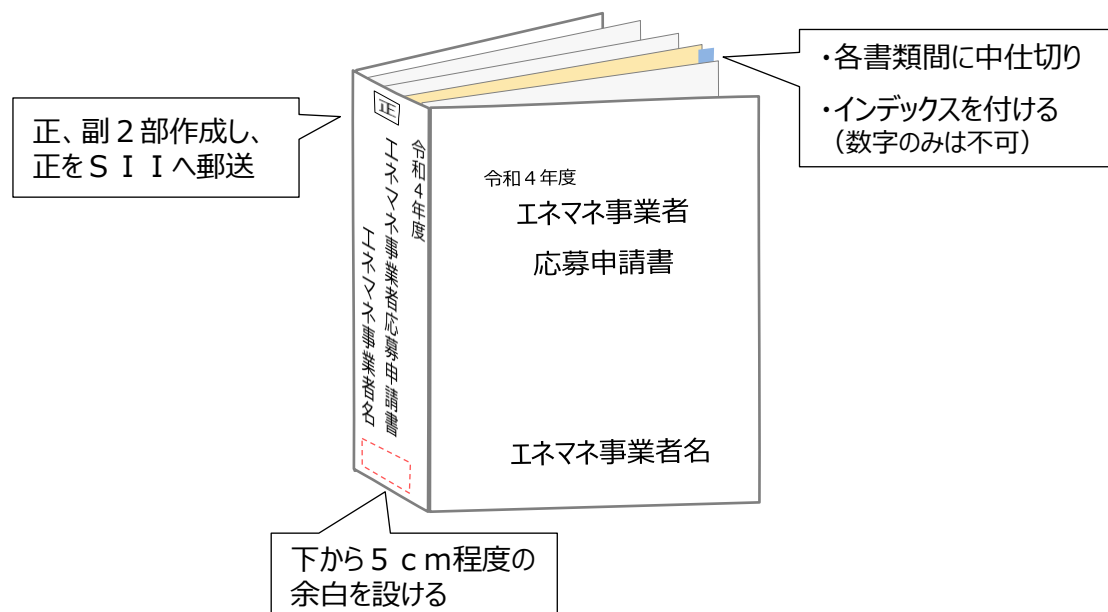 正、副２部作成し、
正をＳＩＩへ郵送
・各書類間に中仕切り
・インデックスを付ける
（数字のみは不可）
正
令和４年度
エネマネ事業者応募申請書
エネマネ事業者名
令和４年度
エネマネ事業者
応募申請書
エネマネ事業者名
下から５ｃｍ程度の
余白を設ける